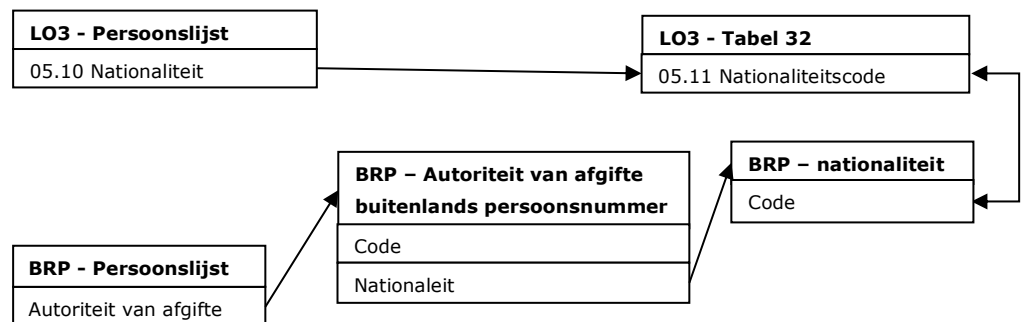 LO3 - Persoonslijst
05.10 Nationaliteit
LO3 - Tabel 32
05.11 Nationaliteitscode
BRP – Autoriteit van afgifte
buitenlands persoonsnummer
Code
Nationaleit
BRP – nationaliteit
Code
BRP - Persoonslijst
Autoriteit van afgifte